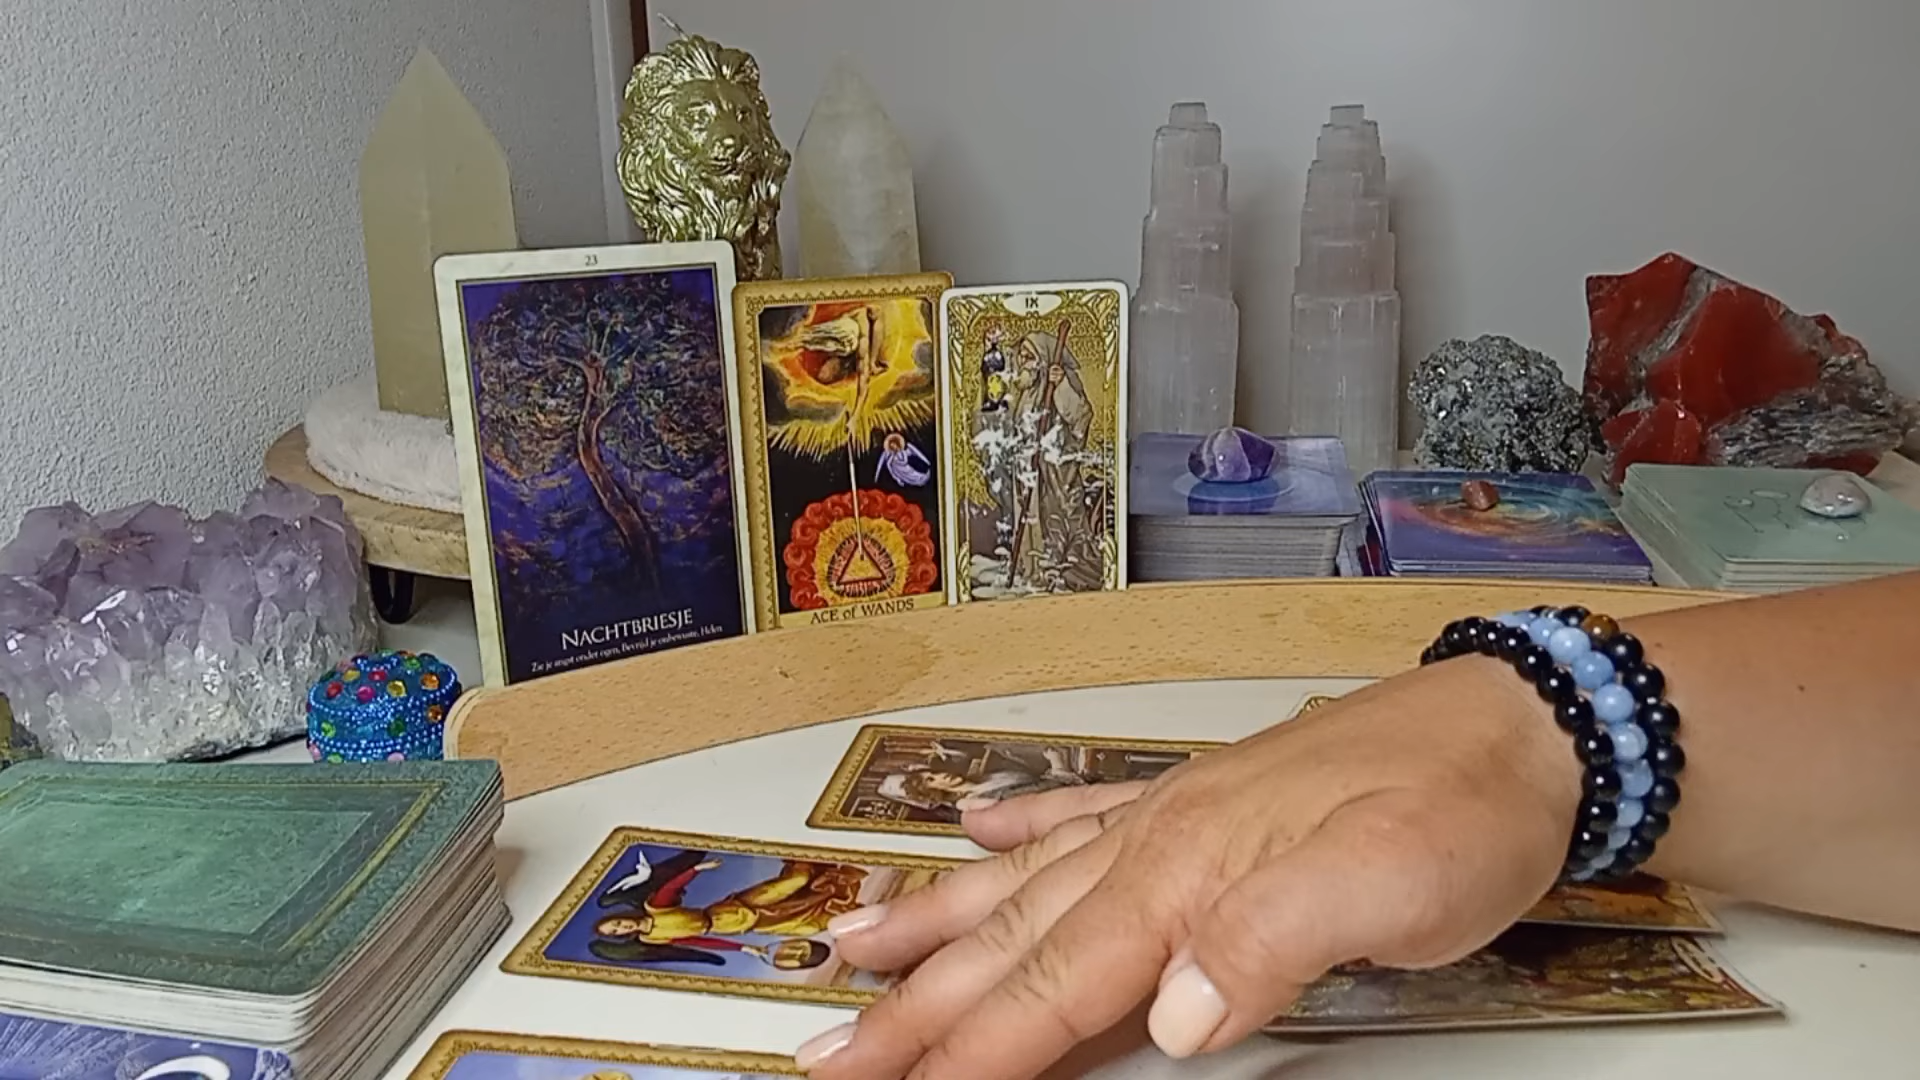 23
NACHTBRIESJE
Zie je angst onder ogen, Bevrijd je onbewuste, Helen
ACE of WANDS
IX